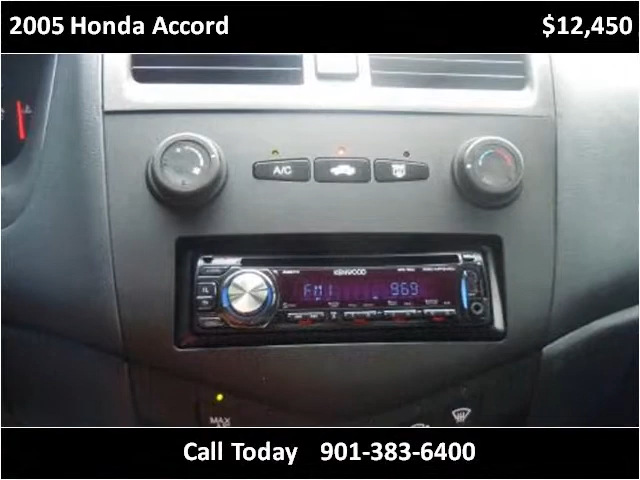 2005 Honda Accord
$12,450
A/C
KENWOOD
FM1 969
MAX
Call Today 901-383-6400